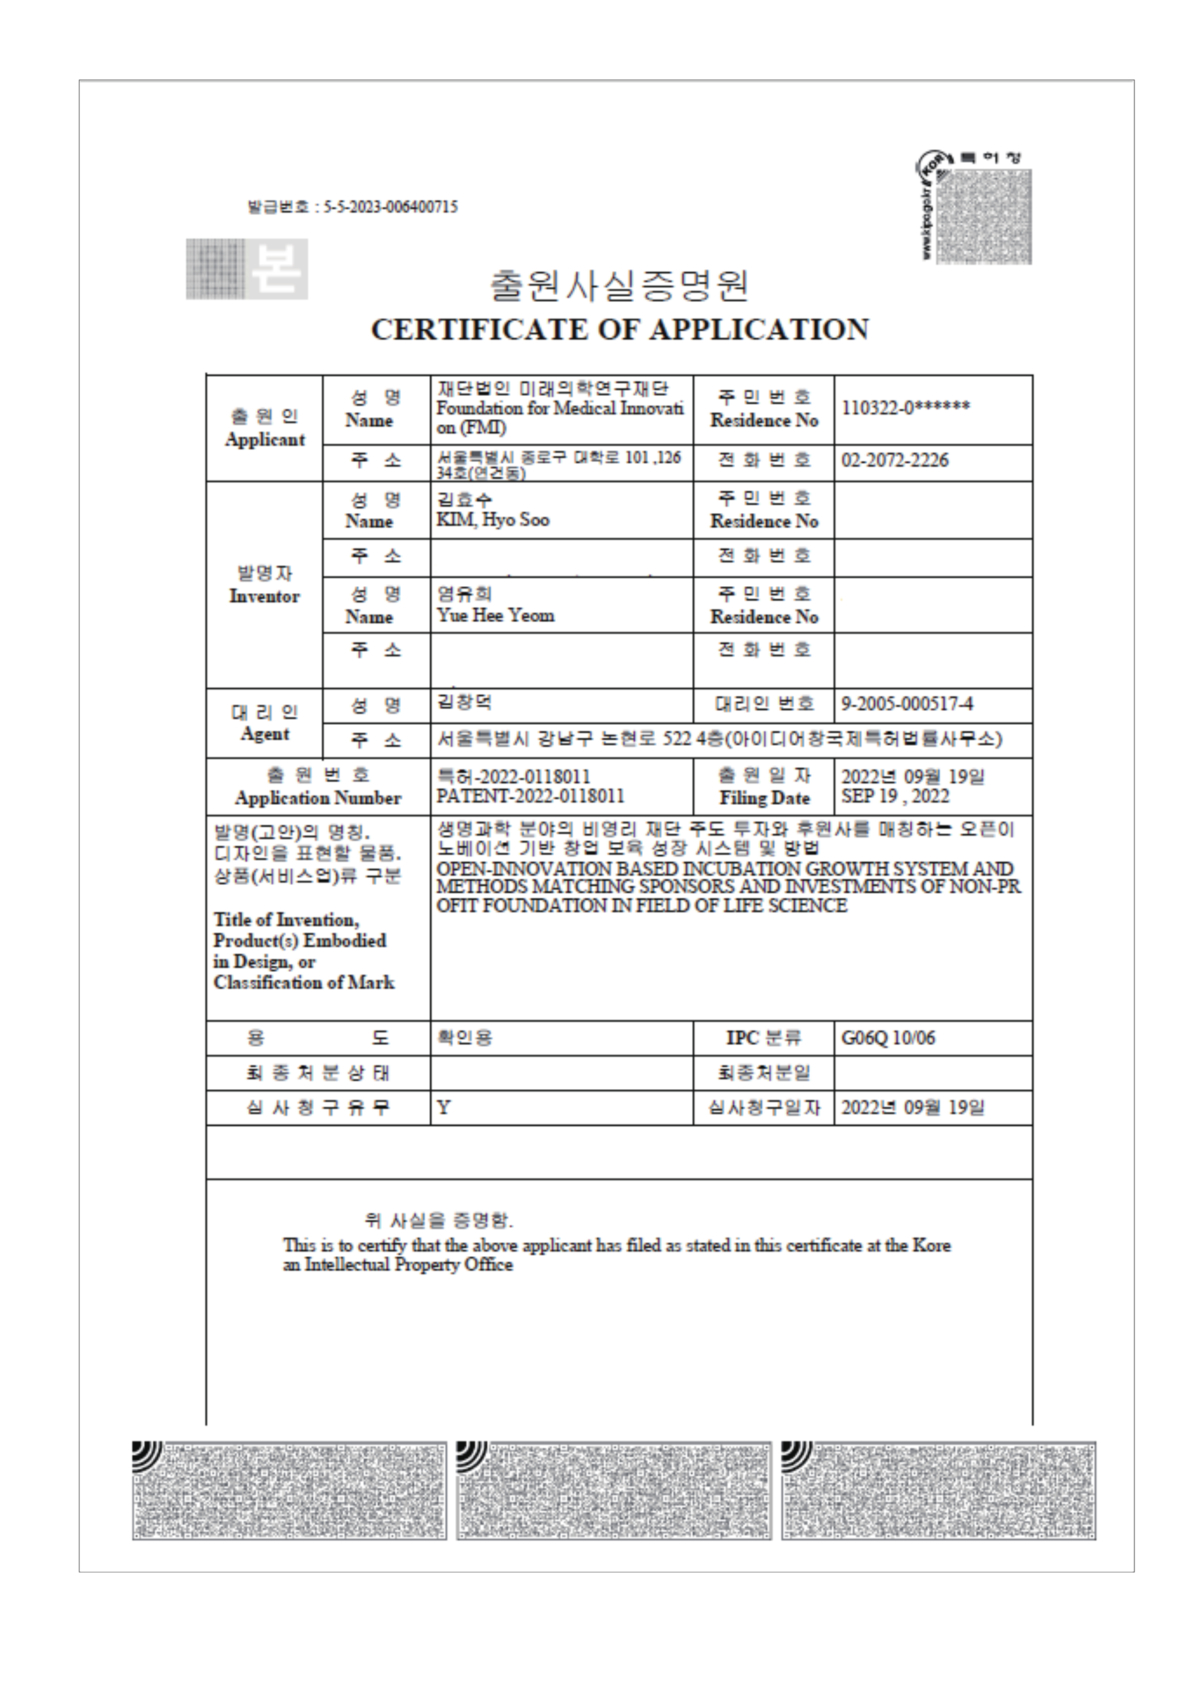 특허청
KOR
www.kipo.go.kr
발급번호 : 5-5-2023-006400715
본
출원사실증명원
CERTIFICATE OF APPLICATION
출 원 인
Applicant
성 명
Name
재단법인 미래의학연구재단
Foundation for Medical Innovati
on (FMI)
주 민 번 호
Residence No
110322-0******
주 소
서울특별시 종로구 대학로 101 ,126
34호(연건동)
전 화 번 호
02-2072-2226
발명자
Inventor
성 명
Name
김효수
KIM, Hyo Soo
주 민 번 호
Residence No
주 소
전 화 번 호
성 명
Name
염유희
Yue Hee Yeom
주 민 번 호
Residence No
주 소
전 화 번 호
대 리 인
Agent
성 명
김창덕
대리인 번호
9-2005-000517-4
주 소
서울특별시 강남구 논현로 522 4층(아이디어창국제특허법률사무소)
출 원 번 호
Application Number
특허-2022-0118011
PATENT-2022-0118011
출 원 일 자
Filing Date
2022년 09월 19일
SEP 19 , 2022
발명(고안)의 명칭.
디자인을 표현할 물품.
상품(서비스업)류 구분
Title of Invention,
Product(s) Embodied
in Design, or
Classification of Mark
생명과학 분야의 비영리 재단 주도 투자와 후원사를 매칭하는 오픈이
노베이션 기반 창업 보육 성장 시스템 및 방법
OPEN-INNOVATION BASED INCUBATION GROWTH SYSTEM AND
METHODS MATCHING SPONSORS AND INVESTMENTS OF NON-PR
OFIT FOUNDATION IN FIELD OF LIFE SCIENCE
용 도
확인용
IPC 분류
G06Q 10/06
최 종 처 분 상 태
최종처분일
심 사 청 구 유 무
Y
심사청구일자
2022년 09월 19일
위 사실을 증명함.
This is to certify that the above applicant has filed as stated in this certificate at the Kore
an Intellectual Property Office